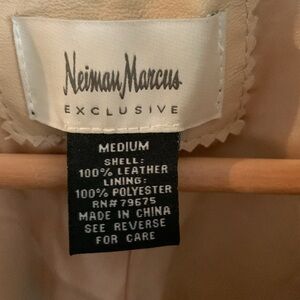 Neiman Marcus
EXCLUSIVE
MEDIUM
SHELL:
100% LEATHER
LINING:
100% POLYESTER
RN# 79675
MADE IN CHINA
SEE REVERSE
FOR CARE